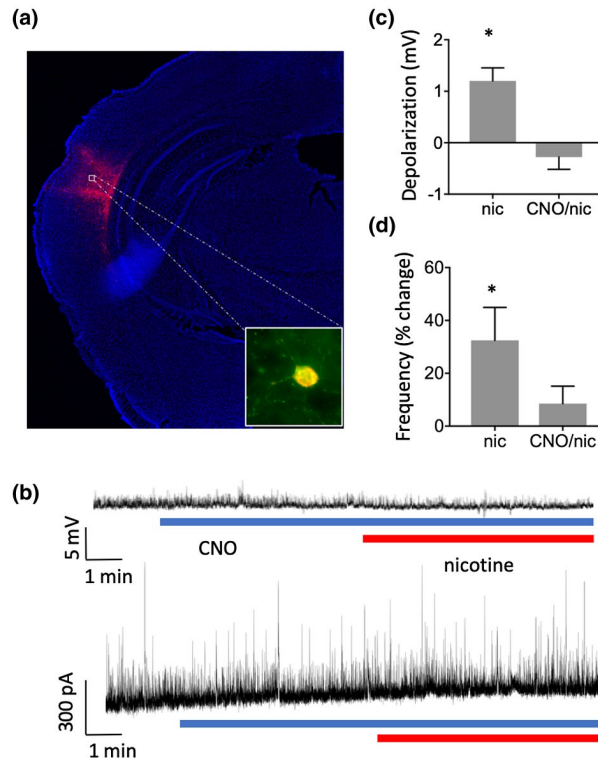 (a)
(c)
Depolarization (mV)
2
1
0
-1
*
nic
CNO/nic
(d)
Frequency (% change)
60
40
20
0
*
nic
CNO/nic
(b)
5 mV
1 min
CNO
nicotine
300 pA
1 min